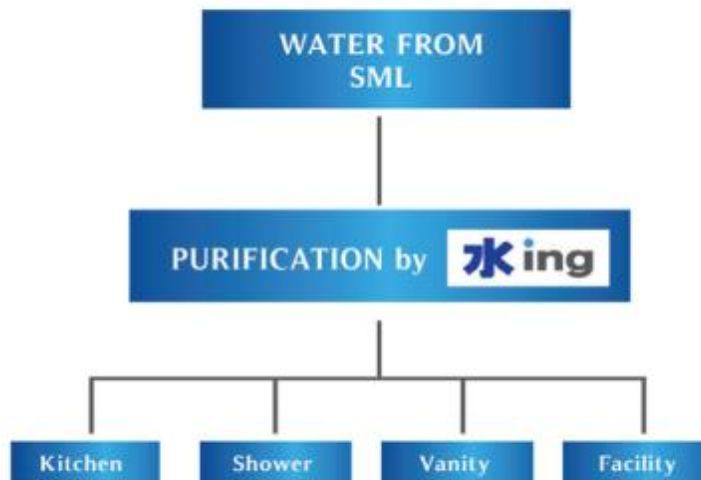 WATER FROM
SML
PURIFICATION by 水ing
Kitchen Shower Vanity Facility